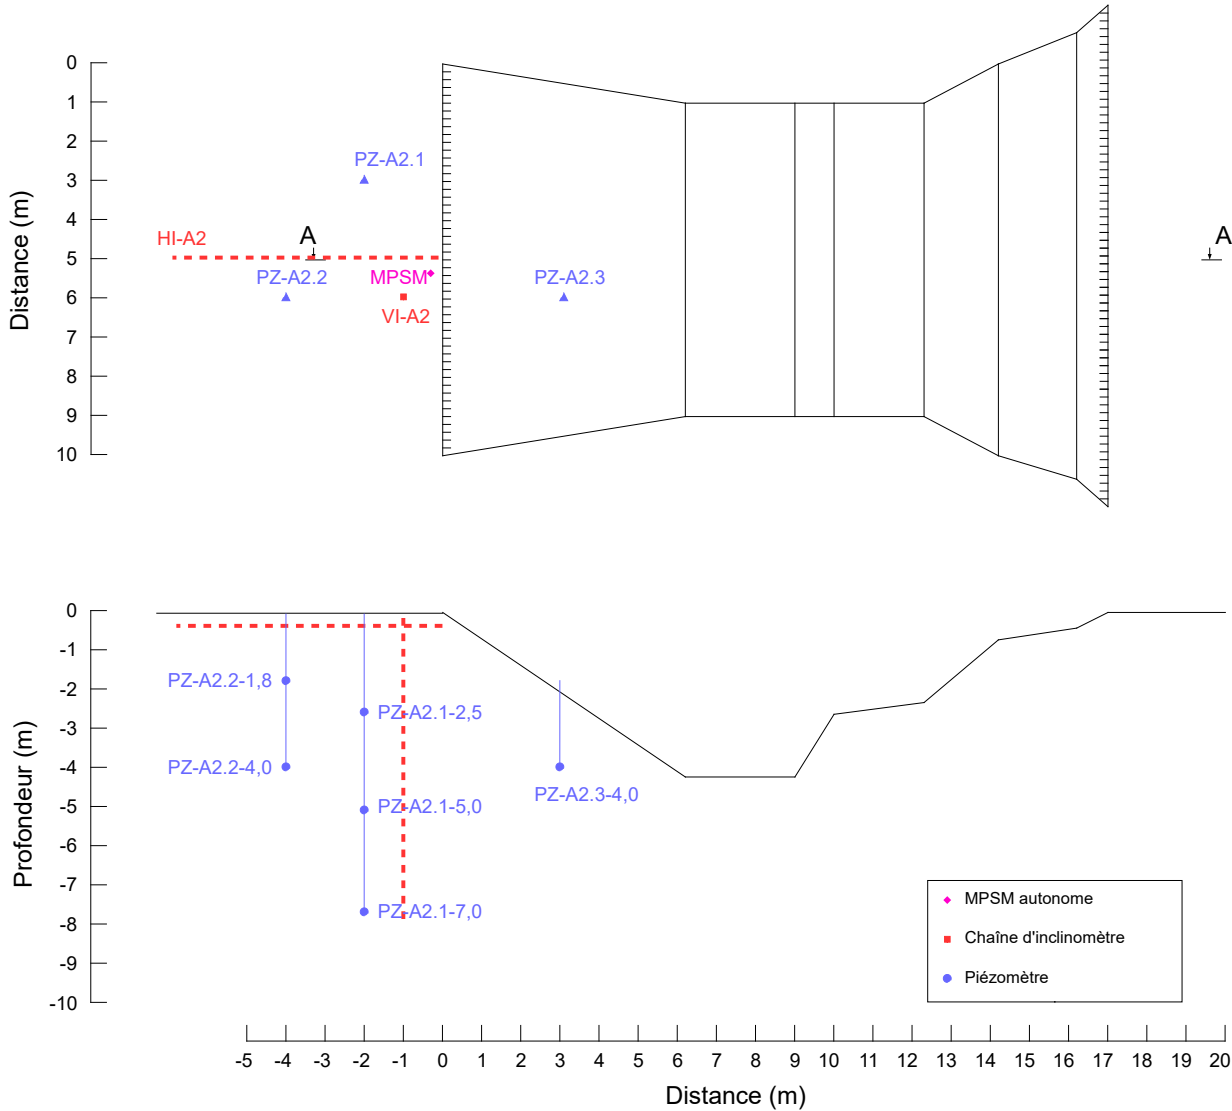 Distance (m)
0
1
2
3
4
5
6
7
8
9
10
PZ-A2.1
HI-A2
A
A
PZ-A2.2
MPSM
VI-A2
PZ-A2.3
Profondeur (m)
0
-1
-2
-3
-4
-5
-6
-7
-8
-9
-10
PZ-A2.2-1,8
PZ-A2.1-2,5
PZ-A2.2-4,0
PZ-A2.3-4,0
PZ-A2.1-5,0
PZ-A2.1-7,0
MPSM autonome
Chaîne d'inclinomètre
Piézomètre
-5 -4 -3 -2 -1 0 1 2 3 4 5 6 7 8 9 10 11 12 13 14 15 16 17 18 19 20
Distance (m)